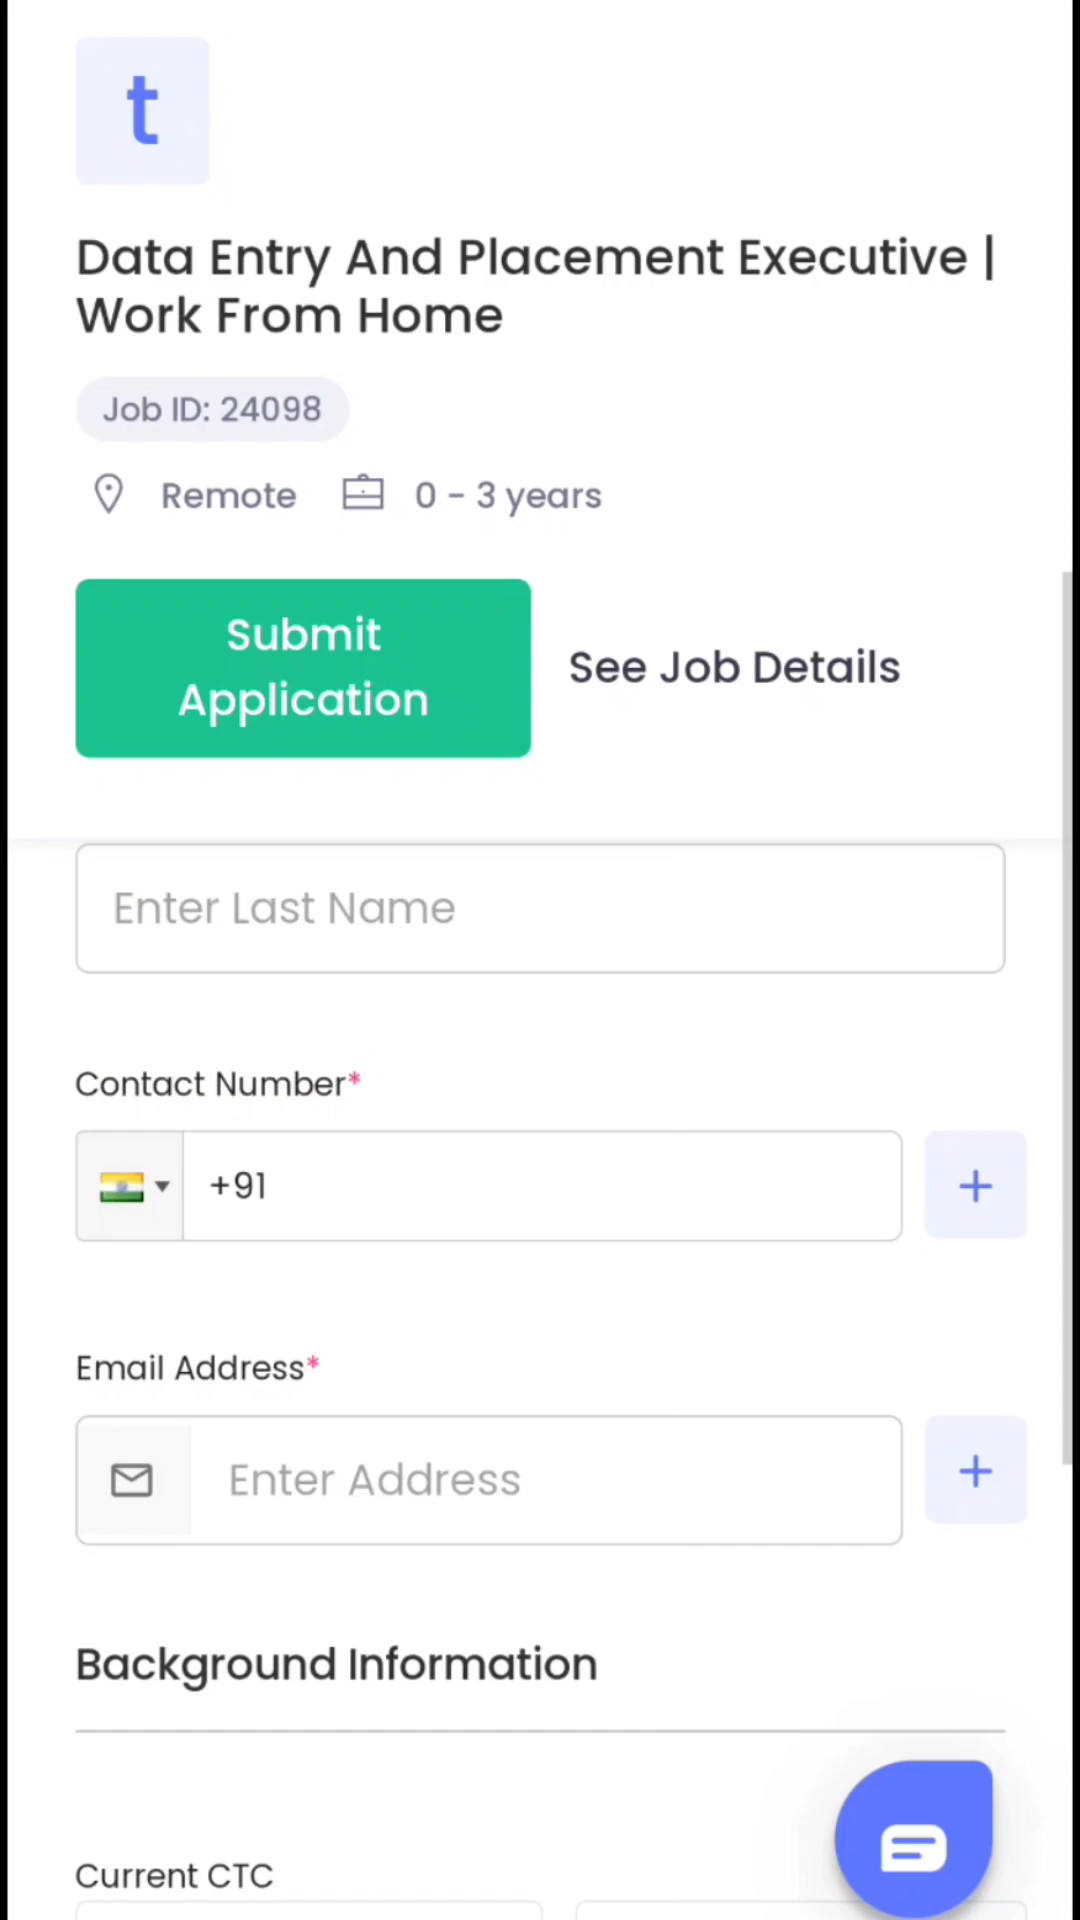 t
Data Entry And Placement Executive |
Work From Home
Job ID: 24098
Remote 0 - 3 years
Submit
Application
See Job Details
Enter Last Name
Contact Number*
+91
+
Email Address*
Enter Address
+
Background Information
Current CTC